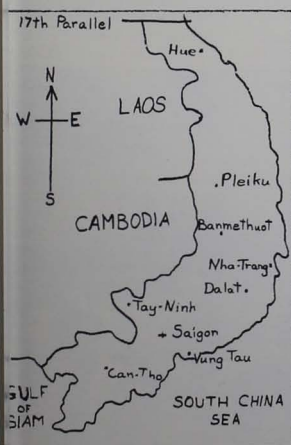 17th Parallel
Hue
N
LAOS
W E
S
Pleiku
CAMBODIA
Banmethuot
Nha-Trang
Dalat
Tay-Ninh
Saigon
Vung Tau
Can-Tho
GULF
OF
SIAM
SOUTH CHINA
SEA